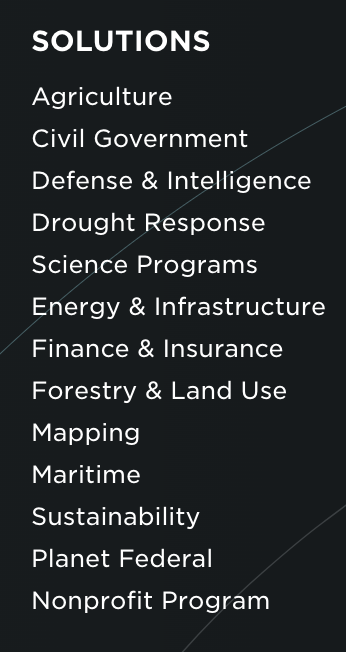 SOLUTIONS
Agriculture
Civil Government
Defense & Intelligence
Drought Response
Science Programs
Energy & Infrastructure
Finance & Insurance
Forestry & Land Use
Mapping
Maritime
Sustainability
Planet Federal
Nonprofit Program